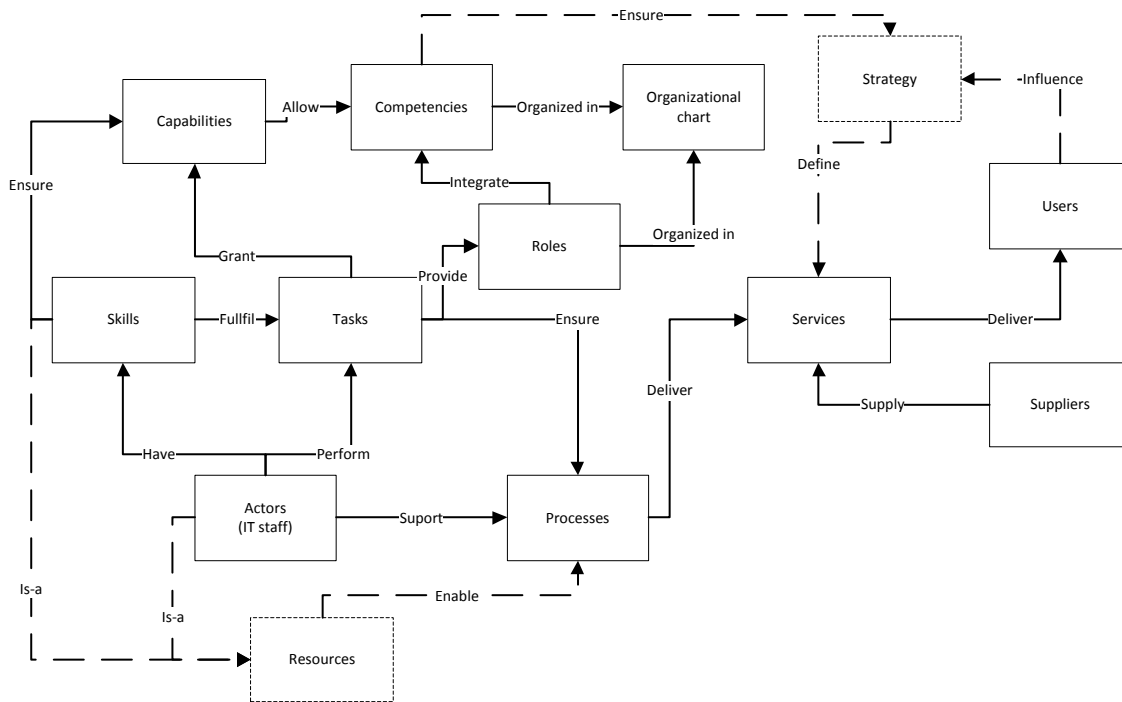 Ensure
Strategy
Influence
Capabilities
Allow
Competencies
Organized in
Organizational
chart
Define
Ensure
Integrate
Users
Roles
Organized in
Grant
Provide
Skills
Fullfil
Tasks
Ensure
Services
Deliver
Deliver
Supply
Suppliers
Have
Perform
Actors
(IT staff)
Suport
Processes
Is-a
Is-a
Enable
Resources